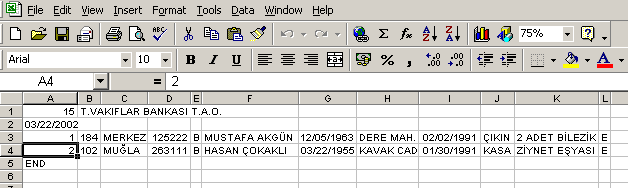 File Edit View Insert Format Tools Data Window Help
75%
Arial 10 B I U
A4 = 2
A B C D E F G H I J K L
1 15 T.VAKIFLAR BANKASI T.A.O.
2 03/22/2002
3 1 184 MERKEZ 125222 B MUSTAFA AKGÜN 12/05/1963 DERE MAH. 02/02/1991 ÇIKIN 2 ADET BİLEZİK E
4 2 102 MUĞLA 263111 B HASAN ÇOKAKLI 03/22/1955 KAVAK CAD 01/30/1991 KASA ZİYNET EŞYASI E
5 END